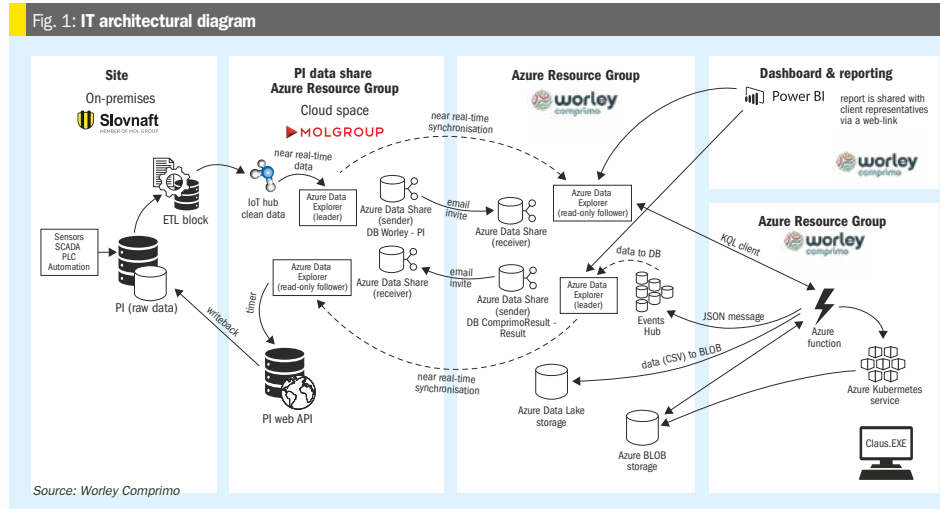 Fig. 1: IT architectural diagram
Site
On-premises
Slovnaft
MEMBER OF MOL GROUP
ETL block
Sensors
SCADA
PLC
Automation
PI (raw data)
writeback
Source: Worley Comprimo
PI data share
Azure Resource Group
Cloud space
MOLGROUP
near real-time
data
IoT hub
clean data
Azure Data
Explorer
(leader)
Azure Data Share
(sender)
DB Worley - PI
Azure Data
Explorer
(read-only follower)
Azure Data Share
(receiver)
timer
PI web API
near real-time
synchronisation
email
invite
email
invite
near real-time
synchronisation
Azure Resource Group
worley
comprimo
Azure Data
Explorer
(read-only follower)
Azure Data Share
(receiver)
Azure Data Share
(sender)
DB ComprimoResult -
Result
data to DB
Azure Data
Explorer
(leader)
Events
Hub
Azure Data Lake
storage
Azure BLOB
storage
KQL client
JSON message
data (CSV) to BLOB
Dashboard & reporting
Power BI
report is shared with
client representatives
via a web-link
worley
comprimo
Azure Resource Group
worley
comprimo
Azure
function
Azure Kubernetes
service
Claus.EXE